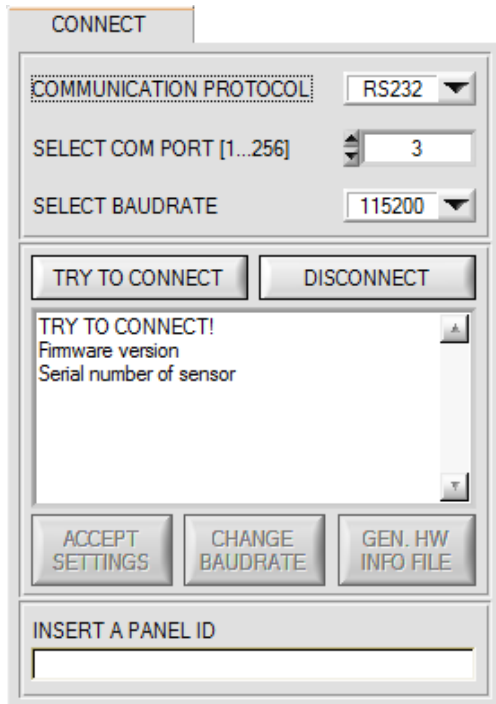 CONNECT
COMMUNICATION PROTOCOL RS232
SELECT COM PORT [1...256] 3
SELECT BAUDRATE 115200
TRY TO CONNECT DISCONNECT
TRY TO CONNECT!
Firmware version
Serial number of sensor
ACCEPT SETTINGS
CHANGE BAUDRATE
GEN. HW INFO FILE
INSERT A PANEL ID